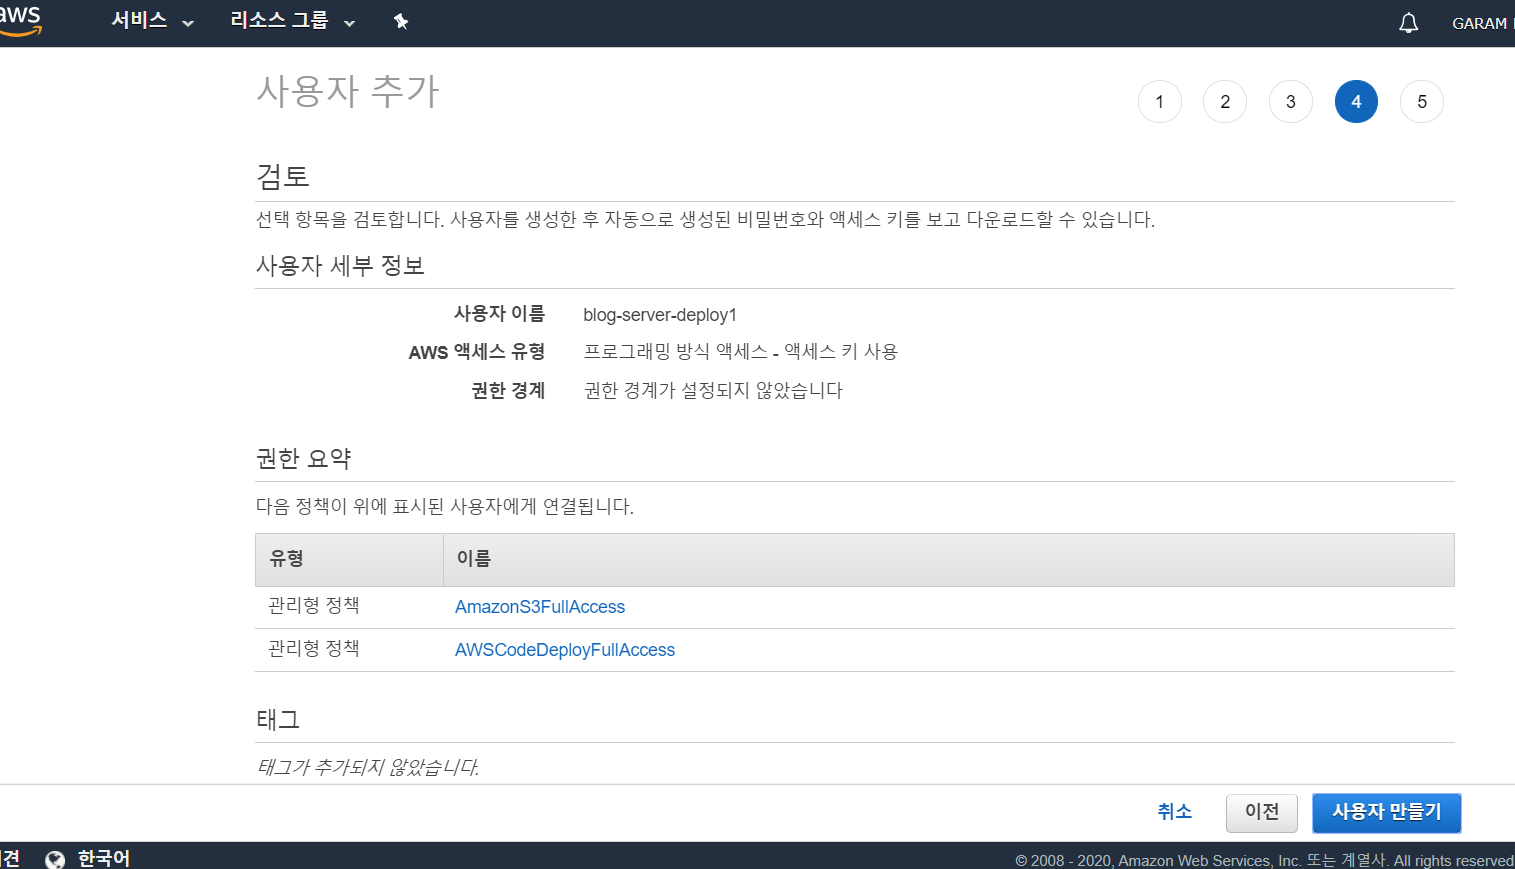 aws 서비스 리소스 그룹 GARAM
사용자 추가
1 2 3 4 5
검토
선택 항목을 검토합니다. 사용자를 생성한 후 자동으로 생성된 비밀번호와 액세스 키를 보고 다운로드할 수 있습니다.
사용자 세부 정보
사용자 이름 blog-server-deploy1
AWS 액세스 유형 프로그래밍 방식 액세스 - 액세스 키 사용
권한 경계 권한 경계가 설정되지 않았습니다
권한 요약
다음 정책이 위에 표시된 사용자에게 연결됩니다.
유형 이름
관리형 정책 AmazonS3FullAccess
관리형 정책 AWSCodeDeployFullAccess
태그
태그가 추가되지 않았습니다.
취소 이전 사용자 만들기
견 한국어 © 2008 - 2020, Amazon Web Services, Inc. 또는 계열사. All rights reserved